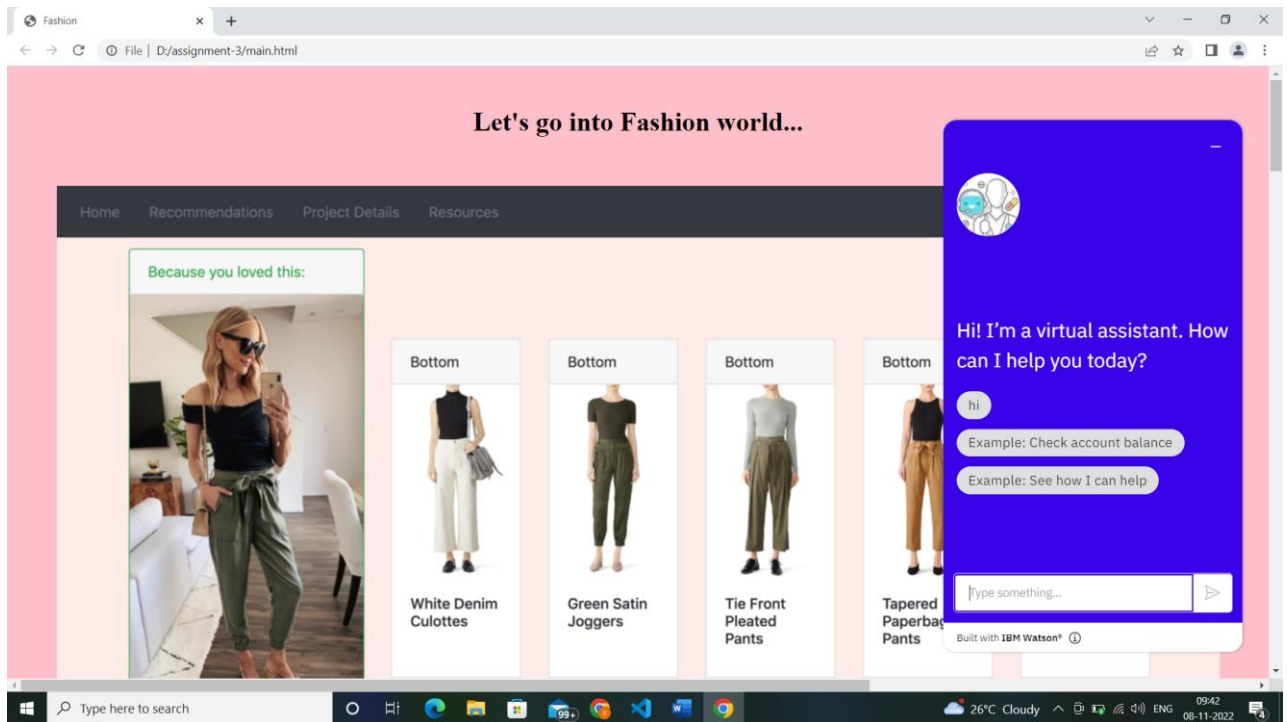 Fashion
File | D:/assignment-3/main.html
Let's go into Fashion world...
Home Recommendations Project Details Resources
Because you loved this:
Bottom
White Denim
Culottes
Bottom
Green Satin
Joggers
Bottom
Tie Front
Pleated
Pants
Bottom
Tapered
Paperbag
Pants
Hi! I'm a virtual assistant. How
can I help you today?
hi
Example: Check account balance
Example: See how I can help
Type something...
Built with IBM Watson®
Type here to search
99+
26°C Cloudy
ENG
09:42
08-11-2022
4